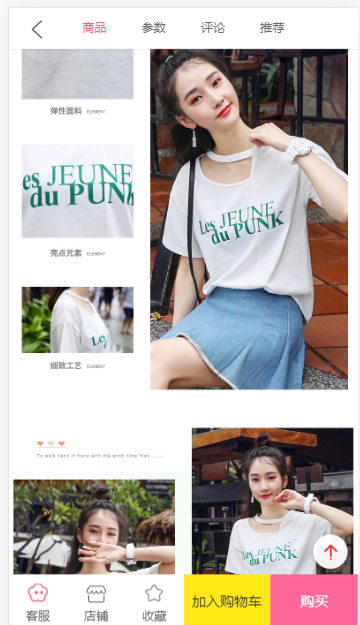 商品 参数 评论 推荐
弹性面料 ELEMENT
es JEUNE
du PUNK
亮点元素 ELEMENT
Les
细致工艺 ELEMENT
Les JEUNE
du PUNK
To walk hand in hand with the wind, time flies ........
Les JEUNE
du PUNK
客服 店铺 收藏 加入购物车 购买